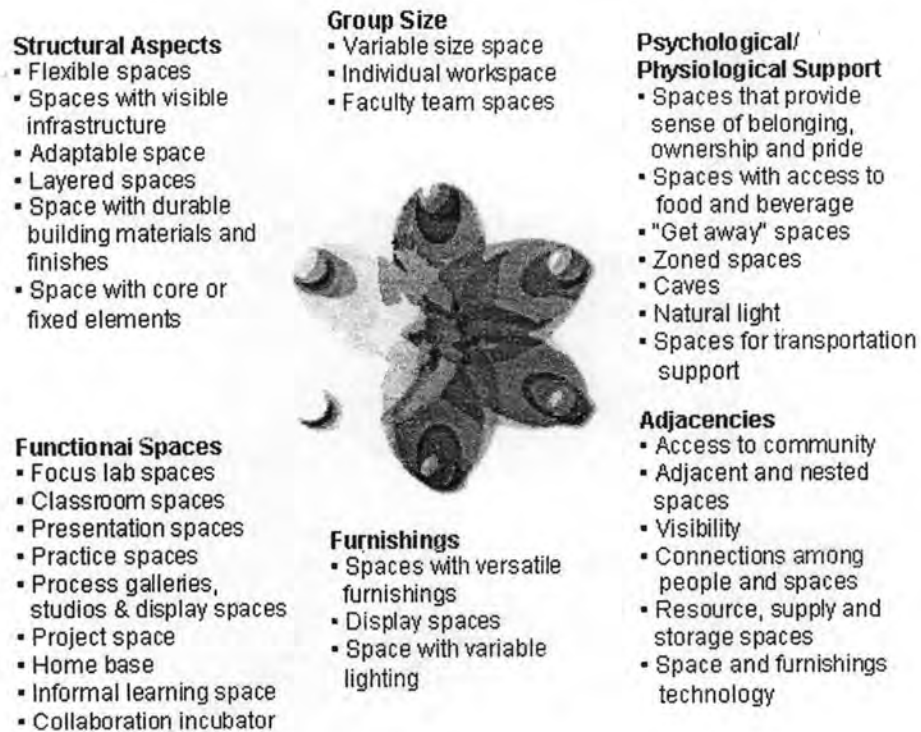 Structural Aspects
▪ Flexible spaces
▪ Spaces with visible
infrastructure
▪ Adaptable space
▪ Layered spaces
▪ Space with durable
building materials and
finishes
▪ Space with core or
fixed elements
Group Size
▪ Variable size space
▪ Individual workspace
▪ Faculty team spaces
Psychological/
Physiological Support
▪ Spaces that provide
sense of belonging,
ownership and pride
▪ Spaces with access to
food and beverage
▪ "Get away" spaces
▪ Zoned spaces
▪ Caves
▪ Natural light
▪ Spaces for transportation
support
Functional Spaces
▪ Focus lab spaces
▪ Classroom spaces
▪ Presentation spaces
▪ Practice spaces
▪ Process galleries,
studios & display spaces
▪ Project space
▪ Home base
▪ Informal learning space
▪ Collaboration incubator
Furnishings
▪ Spaces with versatile
furnishings
▪ Display spaces
▪ Space with variable
lighting
Adjacencies
▪ Access to community
▪ Adjacent and nested
spaces
▪ Visibility
▪ Connections among
people and spaces
▪ Resource, supply and
storage spaces
▪ Space and furnishings
technology